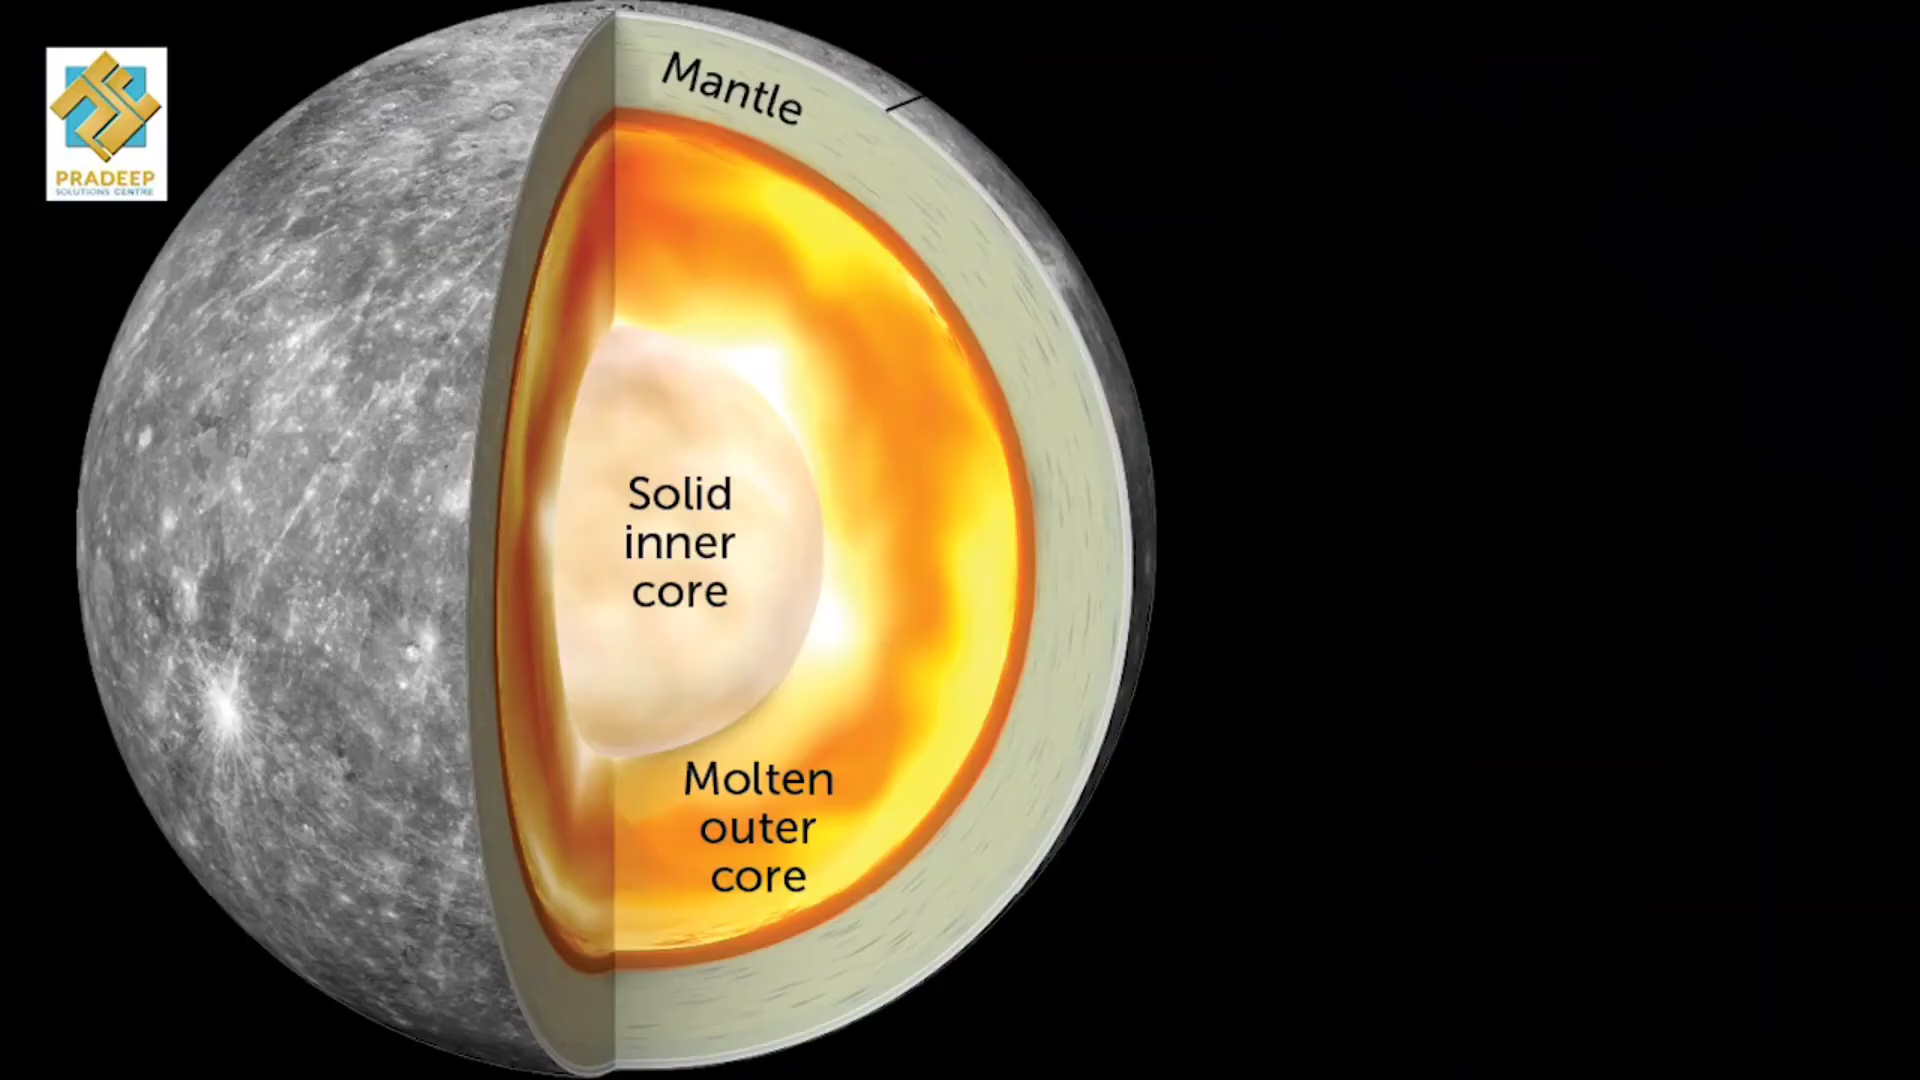 Mantle
PRADEEP
SOLUTIONS CENTRE
Solid
inner
core
Molten
outer
core